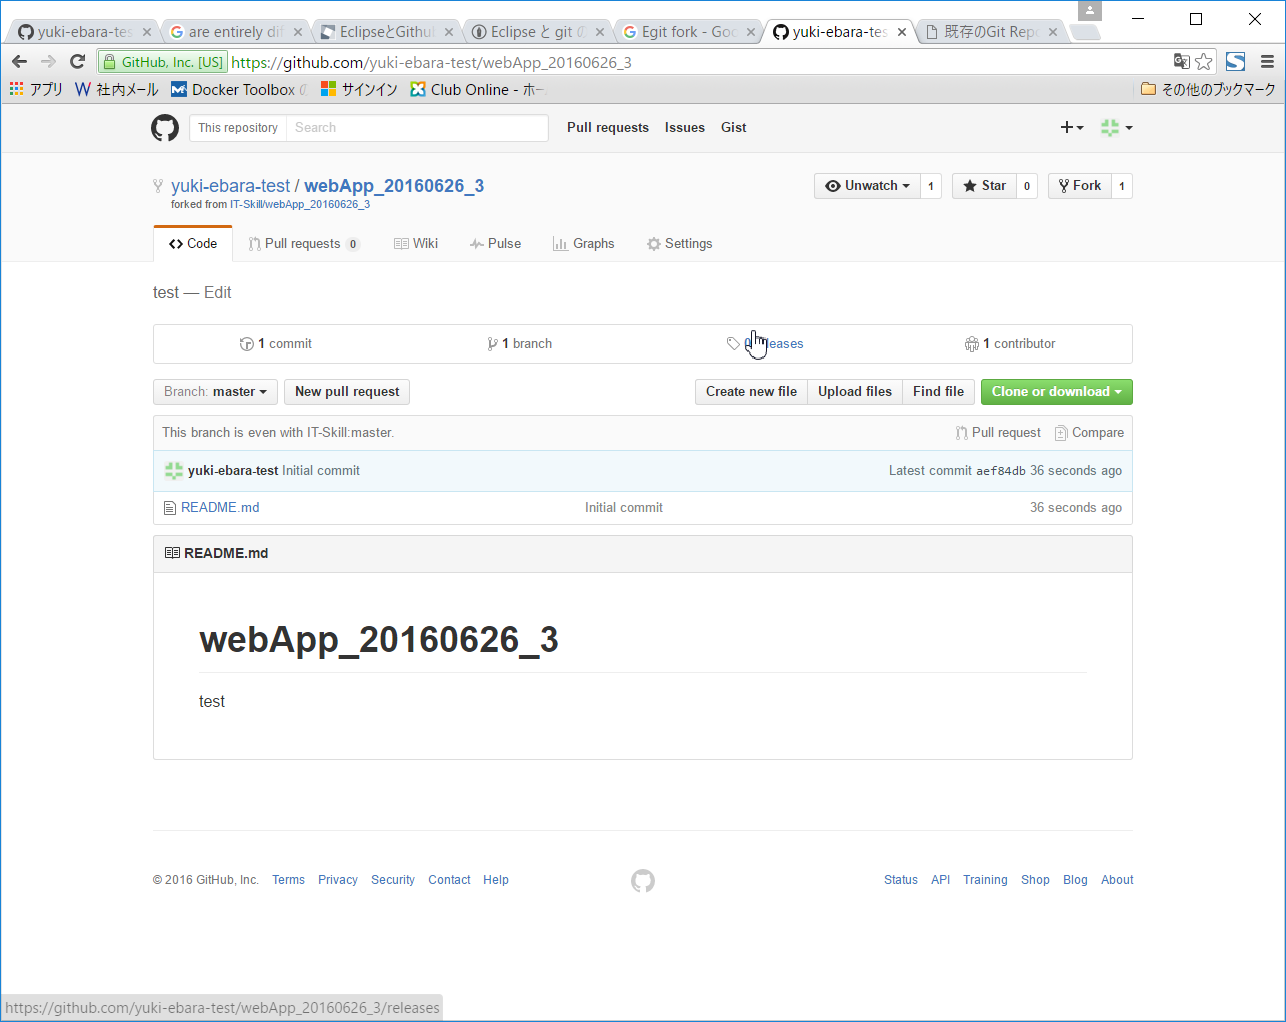 yuki-ebara-tes
are entirely dif
EclipseとGithub
Eclipse と git の
Egit fork - Goo
yuki-ebara-tes
既存のGit Repo
GitHub, Inc. [US]
https://github.com/yuki-ebara-test/webApp_20160626_3
アプリ
社内メール
Docker Toolbox の
サインイン
Club Online - ホー
その他のブックマーク
This repository
Search
Pull requests
Issues
Gist
yuki-ebara-test / webApp_20160626_3
Unwatch
1
Star
0
Fork
1
forked from IT-Skill/webApp_20160626_3
Code
Pull requests 0
Wiki
Pulse
Graphs
Settings
test — Edit
1 commit
1 branch
1 contributor
Branch: master
New pull request
Create new file
Upload files
Find file
Clone or download
This branch is even with IT-Skill:master.
Pull request
Compare
yuki-ebara-test Initial commit
Latest commit aef84db 36 seconds ago
README.md
Initial commit
36 seconds ago
README.md
webApp_20160626_3
test
© 2016 GitHub, Inc.
Terms
Privacy
Security
Contact
Help
Status
API
Training
Shop
Blog
About
https://github.com/yuki-ebara-test/webApp_20160626_3/releases